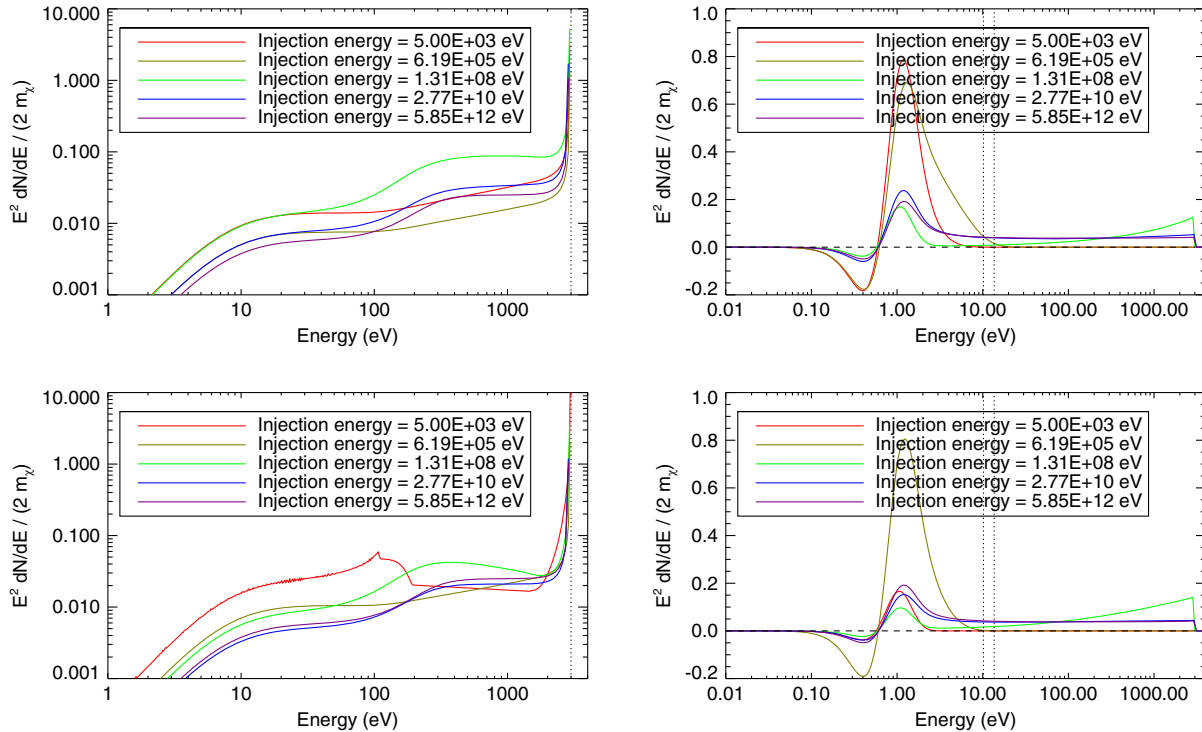 10.000
1.000
0.100
0.010
0.001
E² dN/dE / (2 mχ)
Injection energy = 5.00E+03 eV
Injection energy = 6.19E+05 eV
Injection energy = 1.31E+08 eV
Injection energy = 2.77E+10 eV
Injection energy = 5.85E+12 eV
1 10 100 1000
Energy (eV)
1.0
0.8
0.6
0.4
0.2
0.0
-0.2
E² dN/dE / (2 mχ)
Injection energy = 5.00E+03 eV
Injection energy = 6.19E+05 eV
Injection energy = 1.31E+08 eV
Injection energy = 2.77E+10 eV
Injection energy = 5.85E+12 eV
0.01 0.10 1.00 10.00 100.00 1000.00
Energy (eV)
10.000
1.000
0.100
0.010
0.001
E² dN/dE / (2 mχ)
Injection energy = 5.00E+03 eV
Injection energy = 6.19E+05 eV
Injection energy = 1.31E+08 eV
Injection energy = 2.77E+10 eV
Injection energy = 5.85E+12 eV
1 10 100 1000
Energy (eV)
1.0
0.8
0.6
0.4
0.2
0.0
-0.2
E² dN/dE / (2 mχ)
Injection energy = 5.00E+03 eV
Injection energy = 6.19E+05 eV
Injection energy = 1.31E+08 eV
Injection energy = 2.77E+10 eV
Injection energy = 5.85E+12 eV
0.01 0.10 1.00 10.00 100.00 1000.00
Energy (eV)